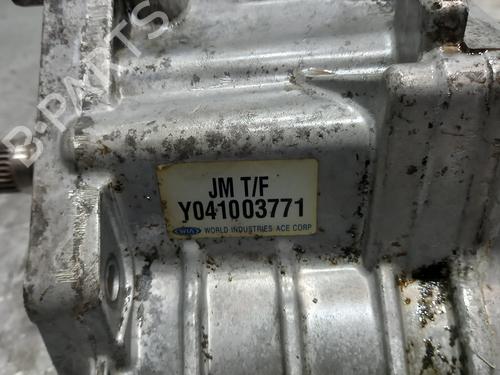 B-PARTS
JM T/F
Y041003771
WIA WORLD INDUSTRIES ACE CORP